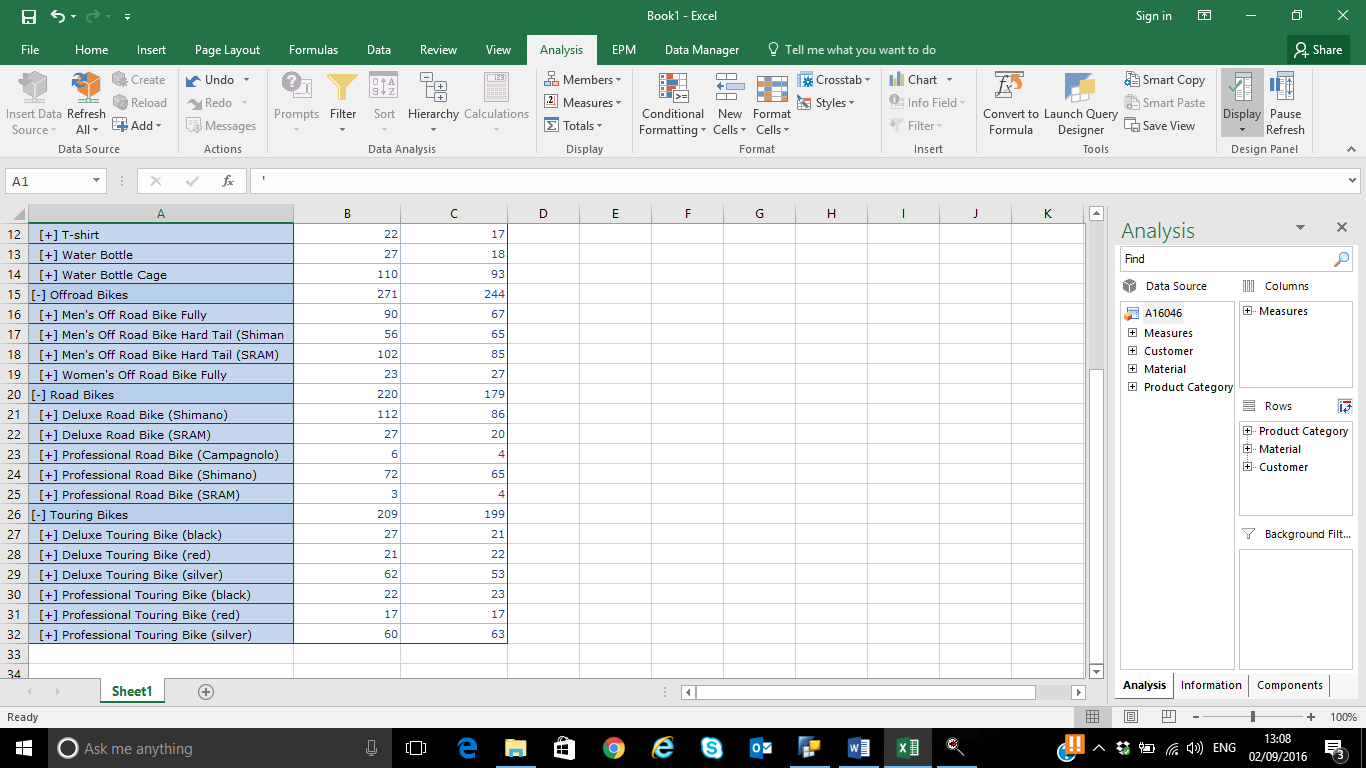 Book1 - Excel
Sign in
File Home Insert Page Layout Formulas Data Review View Analysis EPM Data Manager Tell me what you want to do Share
Insert Data Source
Refresh All
Create
Reload
Add
Data Source
Undo
Redo
Messages
Actions
Prompts
Filter
Sort
Hierarchy
Calculations
Data Analysis
Members
Measures
Totals
Display
Conditional Formatting
New Cells
Format Cells
Crosstab
Styles
Format
Chart
Info Field
Filter
Insert
Convert to Formula
Launch Query Designer
Smart Copy
Smart Paste
Save View
Tools
Display
Pause Refresh
Design Panel
A1 fx '
A B C D E F G H I J K
12 [+] T-shirt 22 17
13 [+] Water Bottle 27 18
14 [+] Water Bottle Cage 110 93
15 [-] Offroad Bikes 271 244
16 [+] Men's Off Road Bike Fully 90 67
17 [+] Men's Off Road Bike Hard Tail (Shiman 56 65
18 [+] Men's Off Road Bike Hard Tail (SRAM) 102 85
19 [+] Women's Off Road Bike Fully 23 27
20 [-] Road Bikes 220 179
21 [+] Deluxe Road Bike (Shimano) 112 86
22 [+] Deluxe Road Bike (SRAM) 27 20
23 [+] Professional Road Bike (Campagnolo) 6 4
24 [+] Professional Road Bike (Shimano) 72 65
25 [+] Professional Road Bike (SRAM) 3 4
26 [-] Touring Bikes 209 199
27 [+] Deluxe Touring Bike (black) 27 21
28 [+] Deluxe Touring Bike (red) 21 22
29 [+] Deluxe Touring Bike (silver) 62 53
30 [+] Professional Touring Bike (black) 22 23
31 [+] Professional Touring Bike (red) 17 17
32 [+] Professional Touring Bike (silver) 60 63
33
34
Analysis
Find
Data Source
A16046
Measures
Customer
Material
Product Category
Columns
Measures
Rows
Product Category
Material
Customer
Background Filt...
Analysis Information Components
Sheet1
Ready
100%
Ask me anything
ENG
13:08
02/09/2016
3